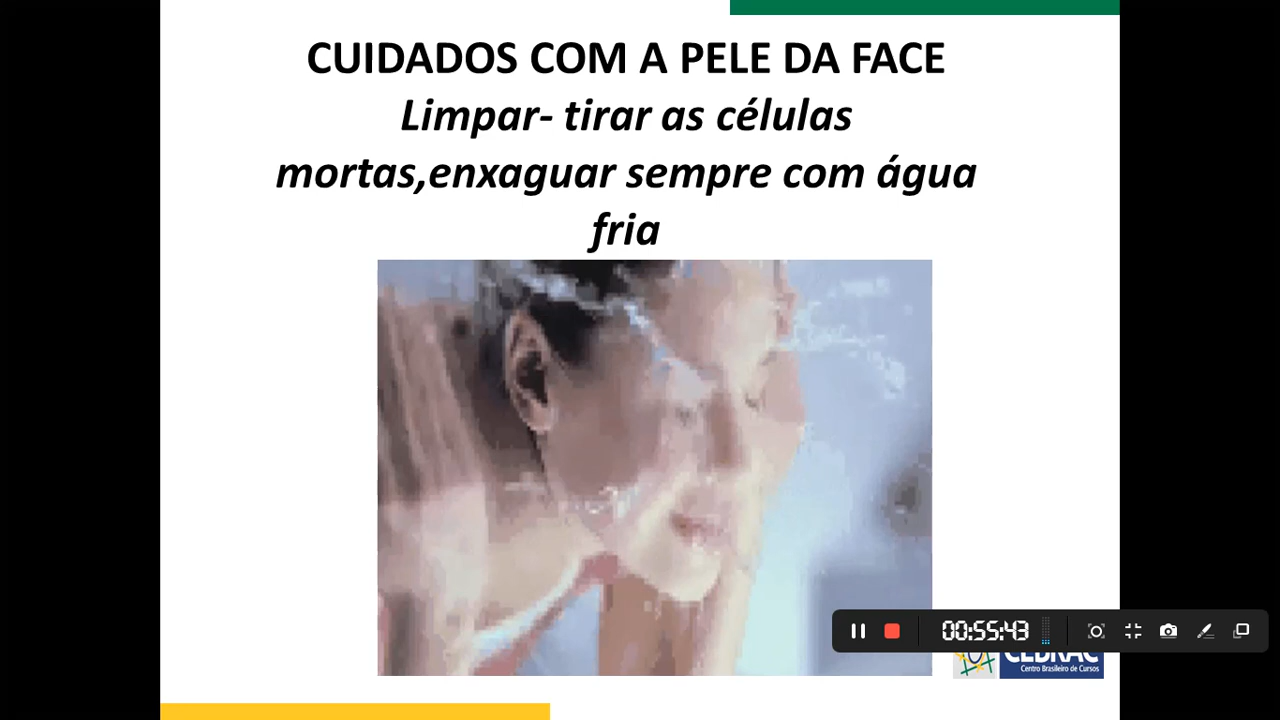 CUIDADOS COM A PELE DA FACE
Limpar- tirar as células
mortas,enxaguar sempre com água
fria
00:55:43
CEBRAC
Centro Brasileiro de Cursos